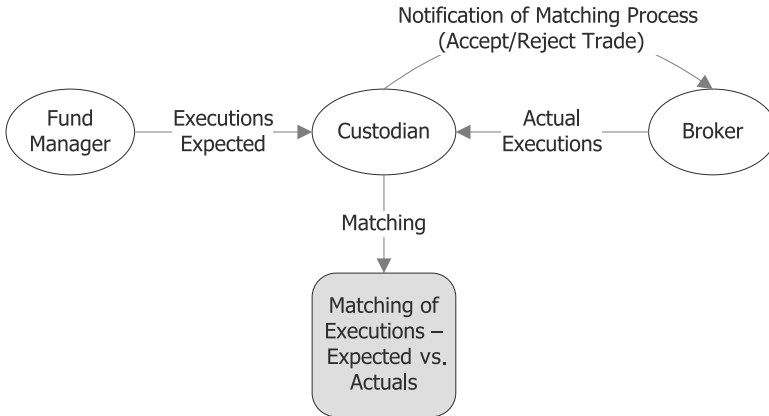 Notification of Matching Process
(Accept/Reject Trade)
Fund
Manager
Executions
Expected
Custodian
Actual
Executions
Broker
Matching
Matching of
Executions –
Expected vs.
Actuals